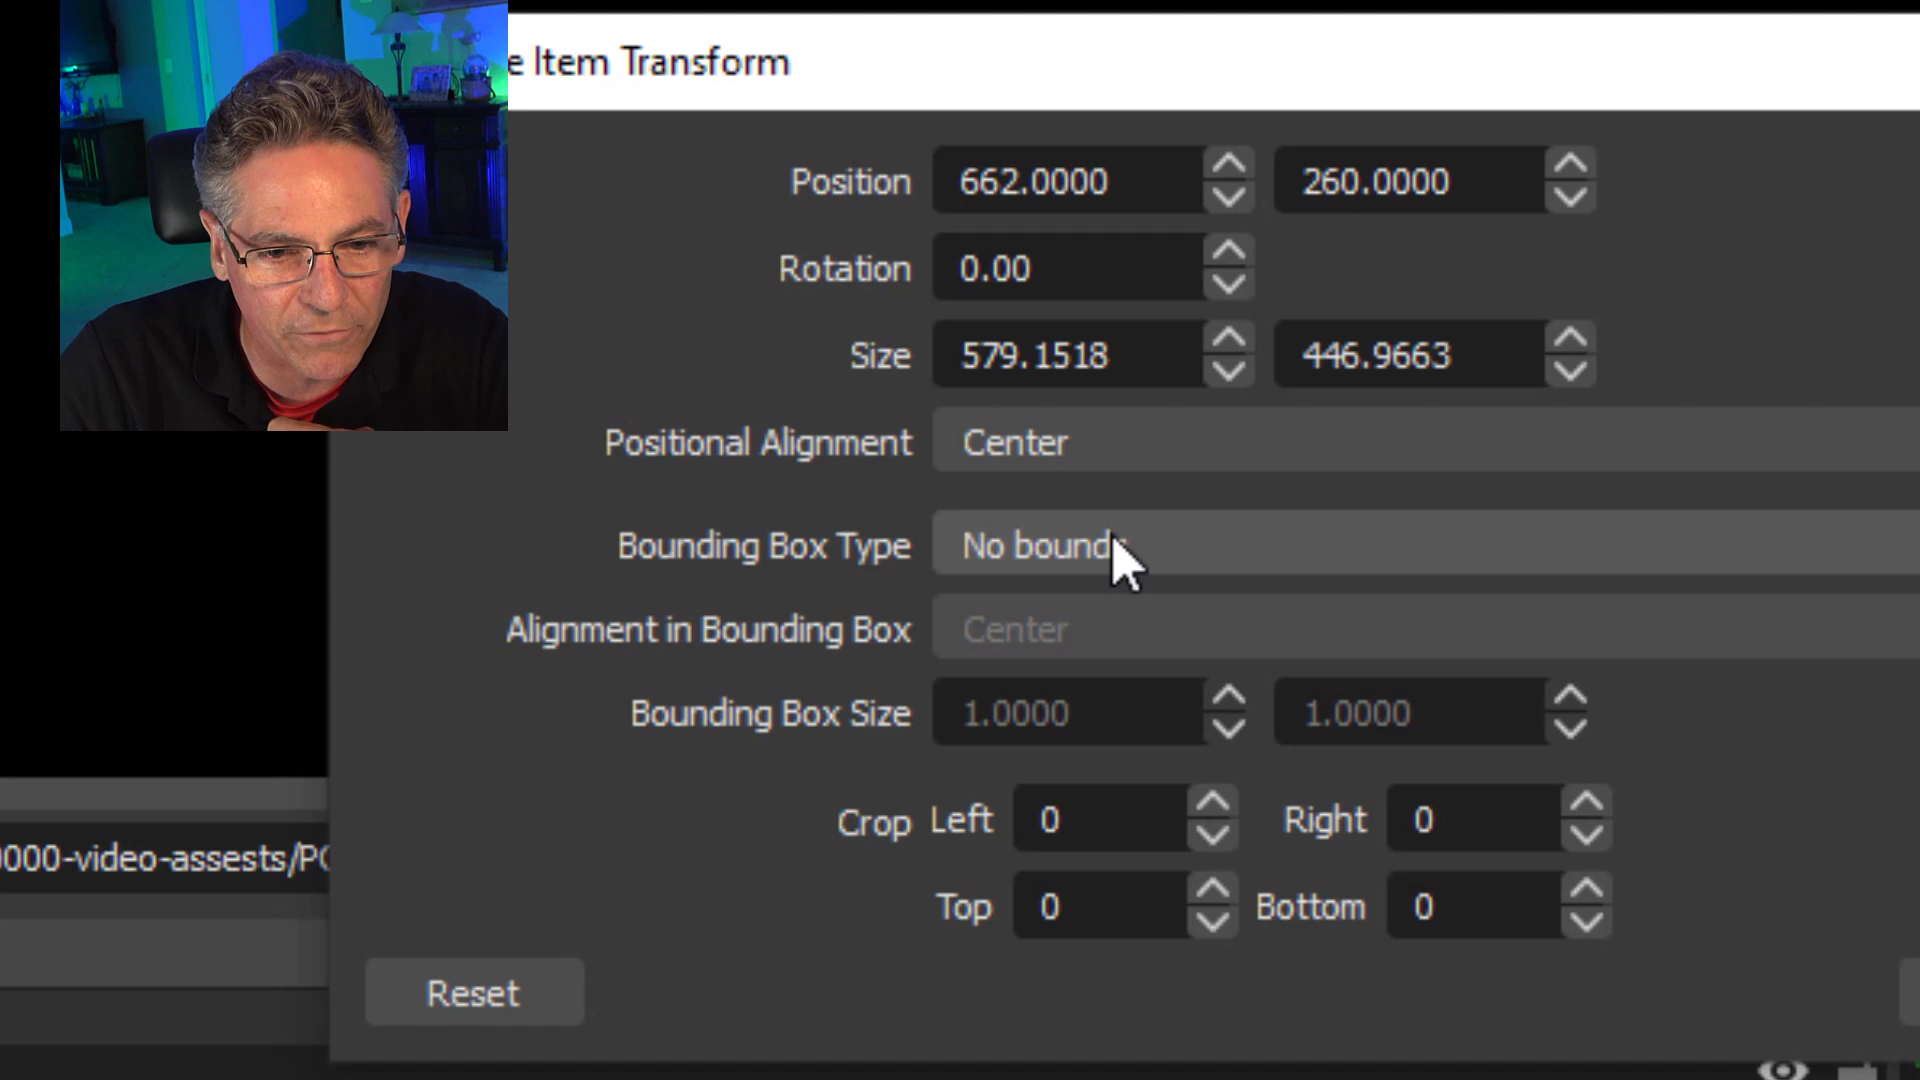 e Item Transform
Position 662.0000 260.0000
Rotation 0.00
Size 579.1518 446.9663
Positional Alignment Center
Bounding Box Type No bounds
Alignment in Bounding Box Center
Bounding Box Size 1.0000 1.0000
Crop Left 0 Right 0
000-video-assests/PC
Top 0 Bottom 0
Reset